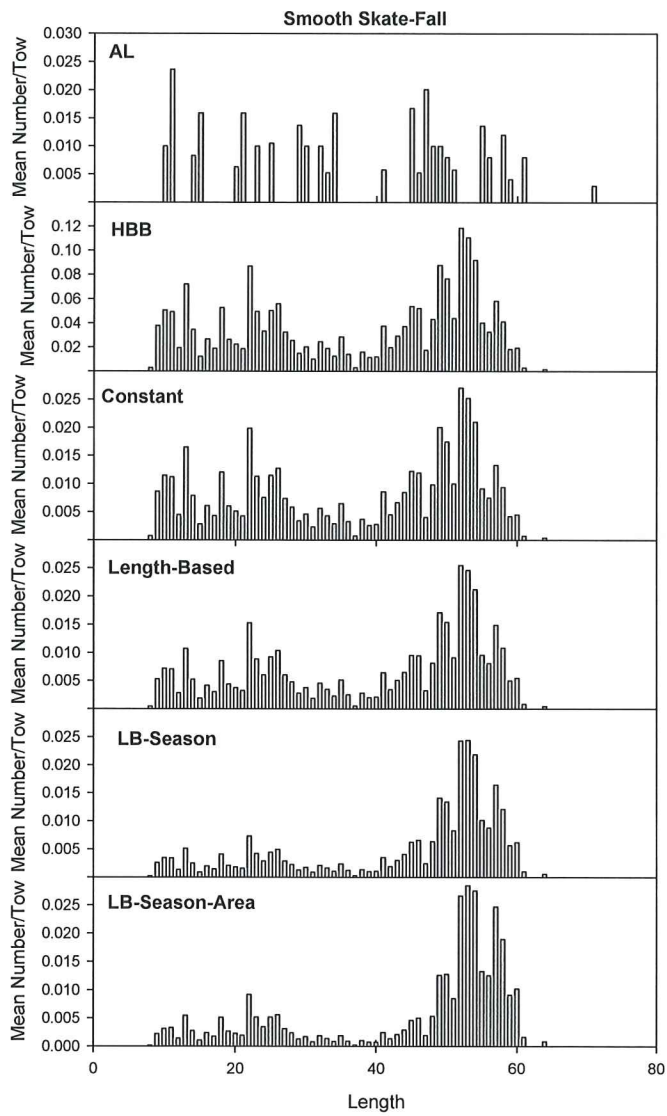 Smooth Skate-Fall
AL
Mean Number/Tow
0.030
0.025
0.020
0.015
0.010
0.005
HBB
Mean Number/Tow
0.12
0.10
0.08
0.06
0.04
0.02
Constant
Mean Number/Tow
0.025
0.020
0.015
0.010
0.005
Length-Based
Mean Number/Tow
0.025
0.020
0.015
0.010
0.005
LB-Season
Mean Number/Tow
0.025
0.020
0.015
0.010
0.005
LB-Season-Area
Mean Number/Tow
0.025
0.020
0.015
0.010
0.005
0.000
0 20 40 60 80
Length